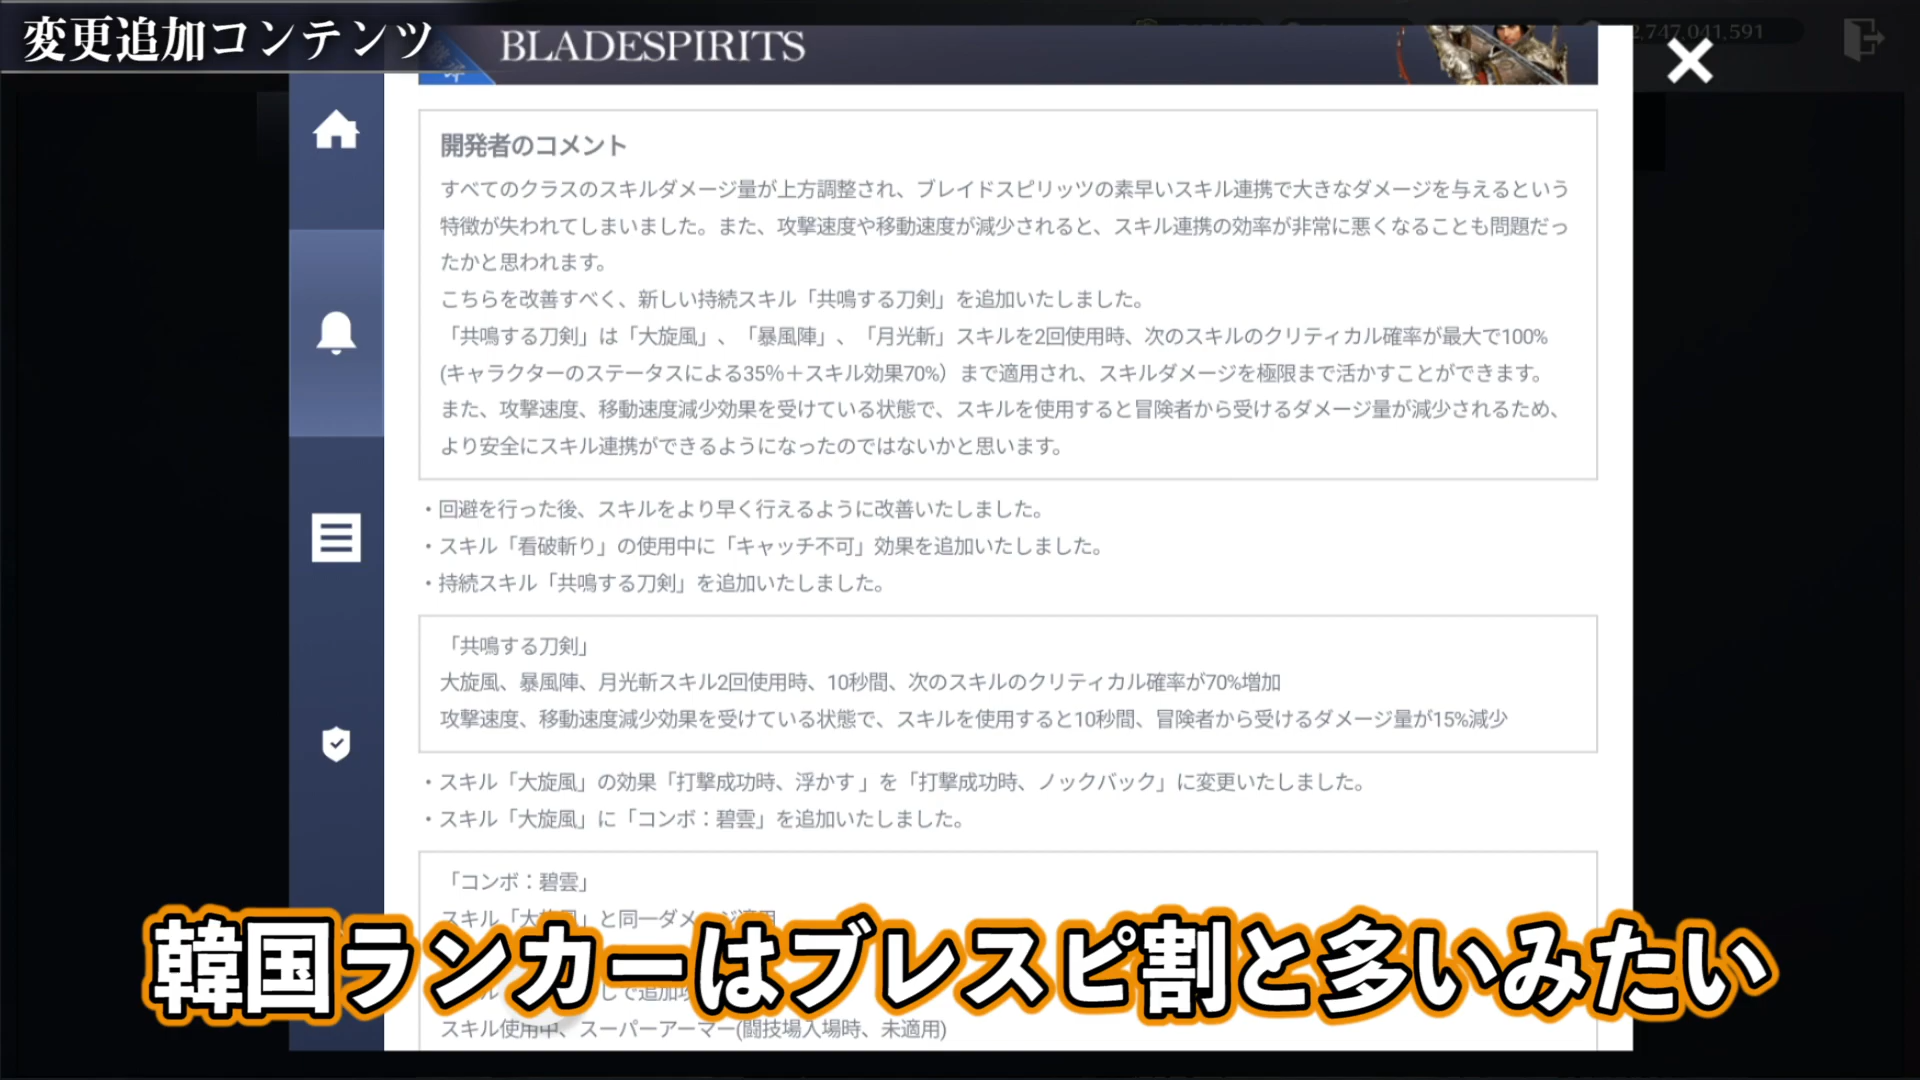 変更追加コンテンツ
継承
BLADESPIRITS
2,747,041,591
開発者のコメント
すべてのクラスのスキルダメージ量が上方調整され、ブレイドスピリッツの素早いスキル連携で大きなダメージを与えるという
特徴が失われてしまいました。また、攻撃速度や移動速度が減少されると、スキル連携の効率が非常に悪くなることも問題だっ
たかと思われます。
こちらを改善すべく、新しい持続スキル「共鳴する刀剣」を追加いたしました。
「共鳴する刀剣」は「大旋風」、「暴風陣」、「月光斬」スキルを2回使用時、次のスキルのクリティカル確率が最大で100%
(キャラクターのステータスによる35%＋スキル効果70%）まで適用され、スキルダメージを極限まで活かすことができます。
また、攻撃速度、移動速度減少効果を受けている状態で、スキルを使用すると冒険者から受けるダメージ量が減少されるため、
より安全にスキル連携ができるようになったのではないかと思います。
・回避を行った後、スキルをより早く行えるように改善いたしました。
・スキル「看破斬り」の使用中に「キャッチ不可」効果を追加いたしました。
・持続スキル「共鳴する刀剣」を追加いたしました。
「共鳴する刀剣」
大旋風、暴風陣、月光斬スキル2回使用時、10秒間、次のスキルのクリティカル確率が70%増加
攻撃速度、移動速度減少効果を受けている状態で、スキルを使用すると10秒間、冒険者から受けるダメージ量が15%減少
・スキル「大旋風」の効果「打撃成功時、浮かす 」を「打撃成功時、ノックバック」に変更いたしました。
・スキル「大旋風」に「コンボ：碧雲」を追加いたしました。
「コンボ：碧雲」
スキル「大旋風」と同一ダメージ適用
韓国ランカーはブレスピ割と多いみたい
スキル使用中、スーパーアーマー(闘技場入場時、未適用)